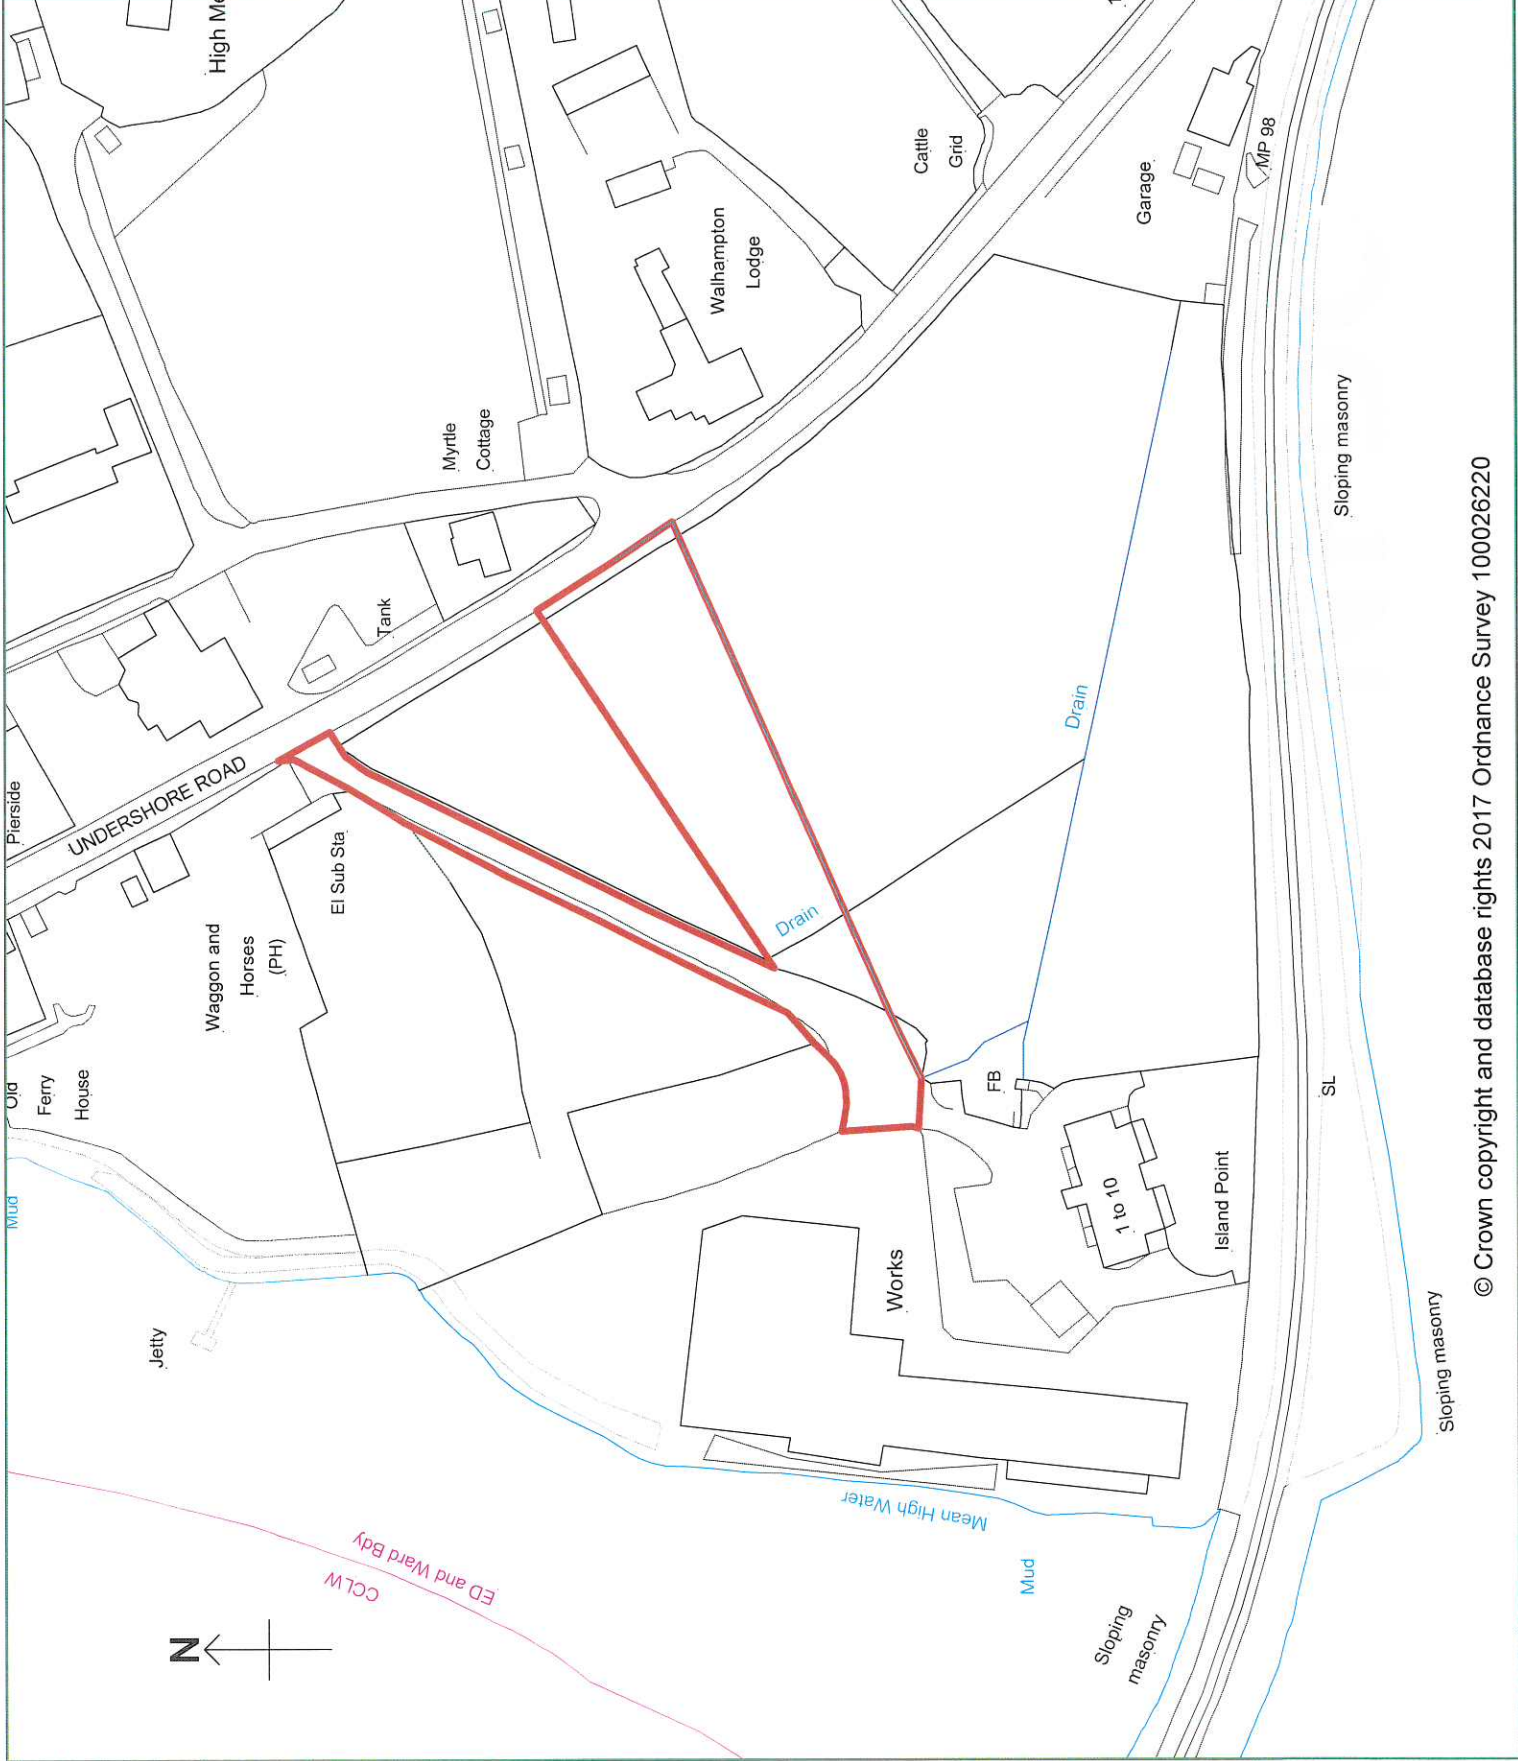 Mud
Old
Ferry
House
Jetty
Waggon and
Horses
(PH)
El Sub Sta
Pierside
UNDERSHORE ROAD
Tank
Myrtle
Cottage
High Me
Walhampton
Lodge
Cattle
Grid
Garage
MP 98
Drain
Drain
FB
1 to 10
Island Point
Works
SL
Sloping masonry
Sloping masonry
Sloping
masonry
Mud
Mean High Water
ED and Ward Bdy
CCLW
N
© Crown copyright and database rights 2017 Ordnance Survey 100026220